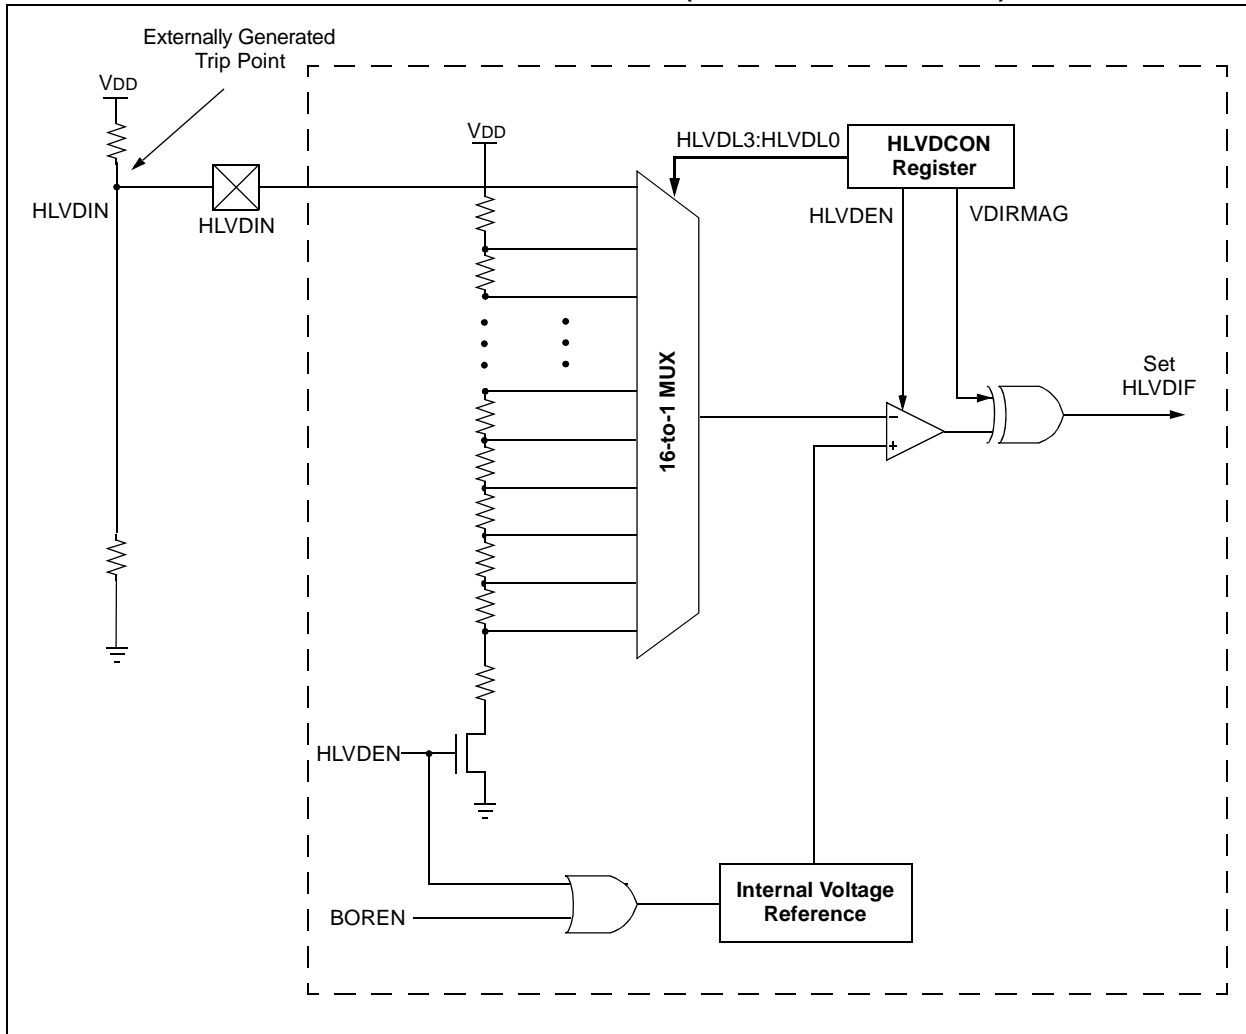 Externally Generated
Trip Point
VDD
HLVDIN
HLVDIN
VDD
HLVDL3:HLVDL0
HLVDCON
Register
HLVDEN
VDIRMAG
16-to-1 MUX
–
+
Set
HLVDIF
HLVDEN
BOREN
Internal Voltage
Reference